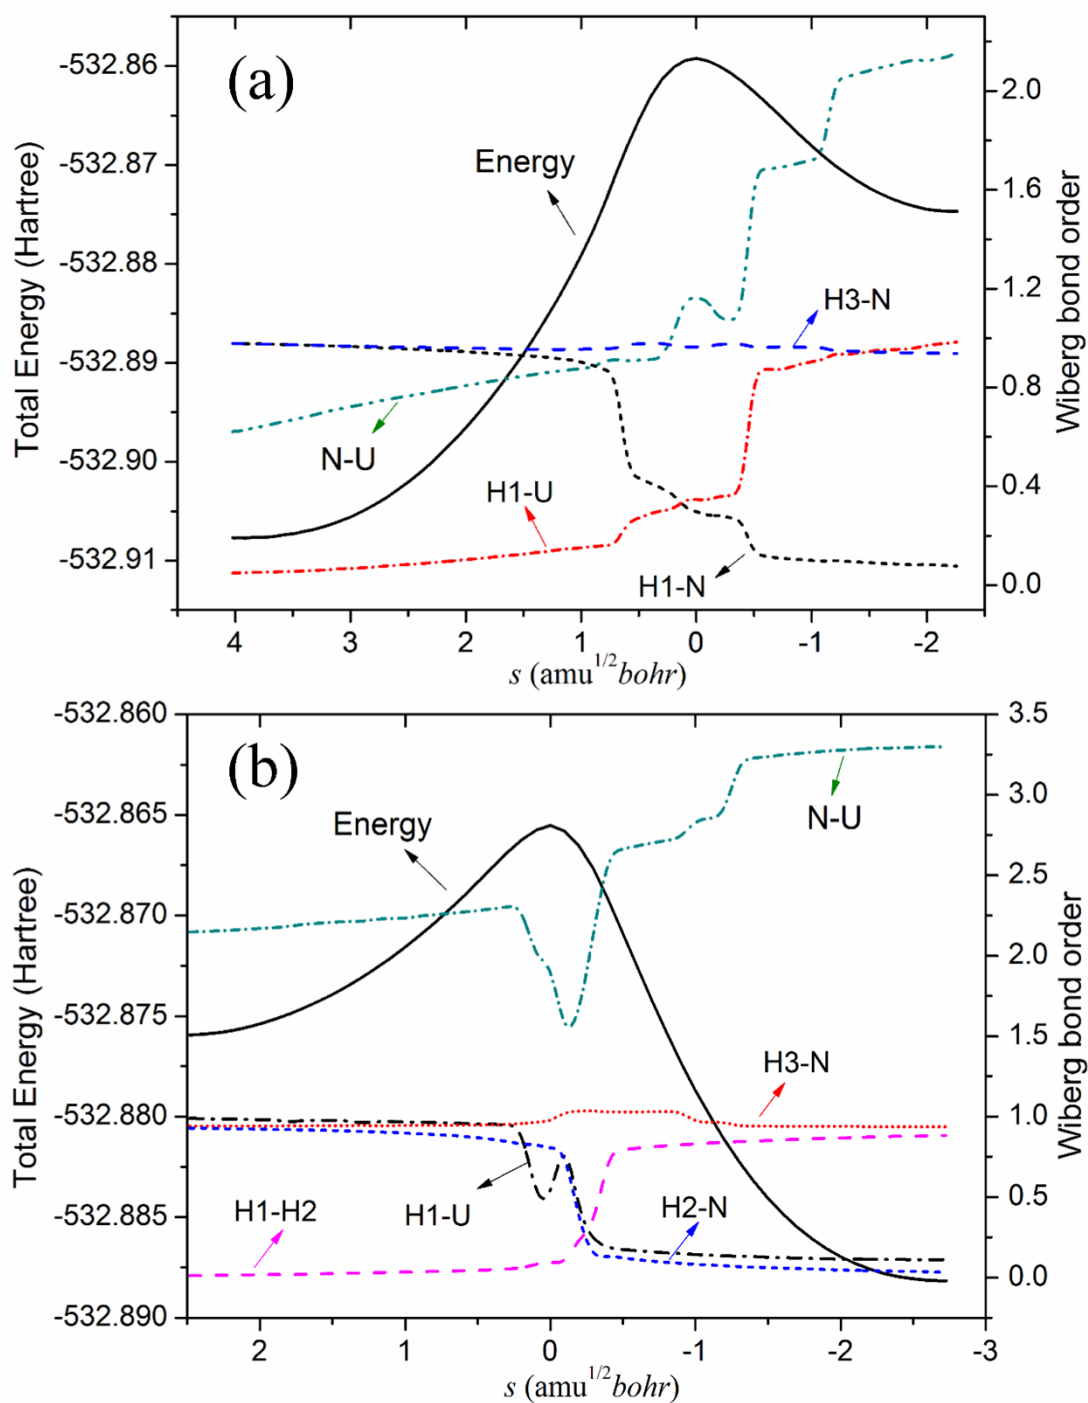 (a)
Total Energy (Hartree)
-532.86
-532.87
-532.88
-532.89
-532.90
-532.91
Energy
N-U
H1-U
H1-N
H3-N
2.0
1.6
1.2
0.8
0.4
0.0
Wiberg bond order
4 3 2 1 0 -1 -2
s (amu1/2bohr)
(b)
Total Energy (Hartree)
-532.860
-532.865
-532.870
-532.875
-532.880
-532.885
-532.890
Energy
N-U
H3-N
H1-H2
H1-U
H2-N
3.5
3.0
2.5
2.0
1.5
1.0
0.5
0.0
Wiberg bond order
2 1 0 -1 -2 -3
s (amu1/2bohr)